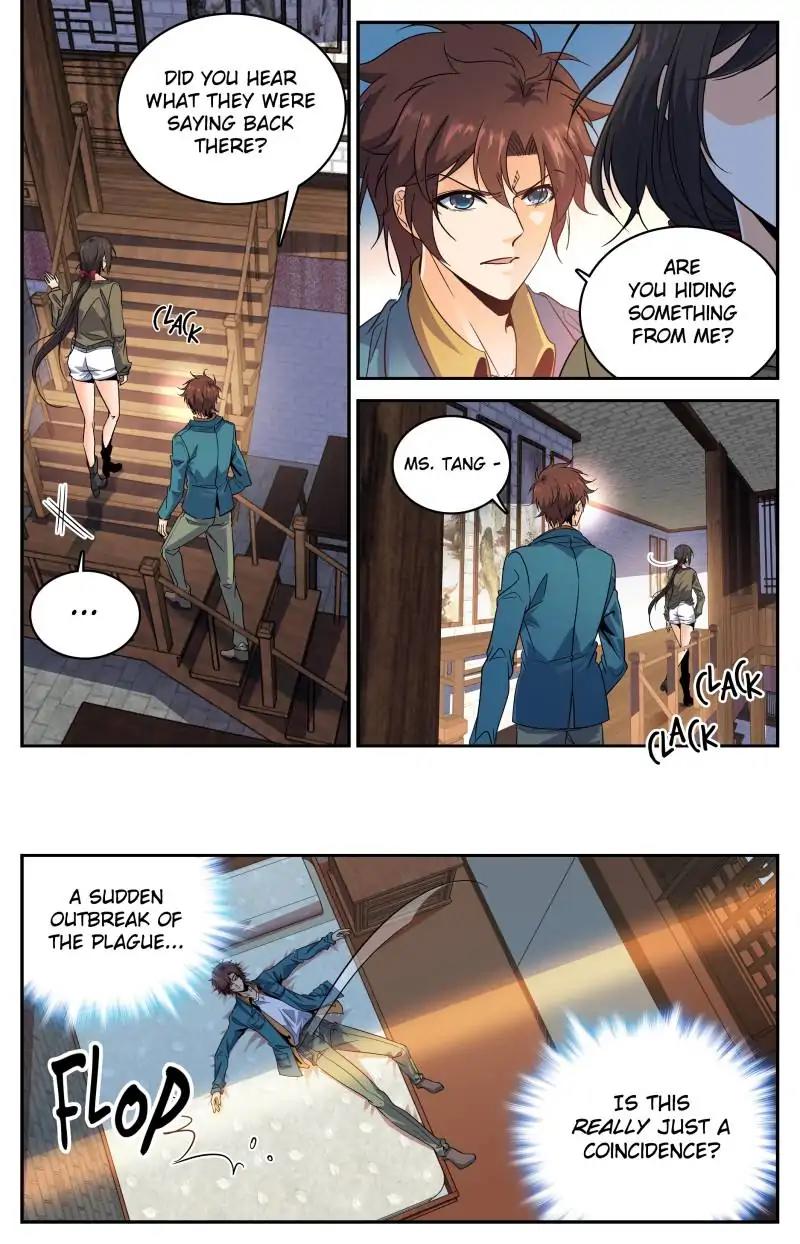 DID YOU HEAR
WHAT THEY WERE
SAYING BACK
THERE?
CLACK
...
ARE
YOU HIDING
SOMETHING
FROM ME?
MS. TANG -
CLACK
CLACK
A SUDDEN
OUTBREAK OF
THE PLAGUE...
FLOP
IS THIS
REALLY JUST A
COINCIDENCE?